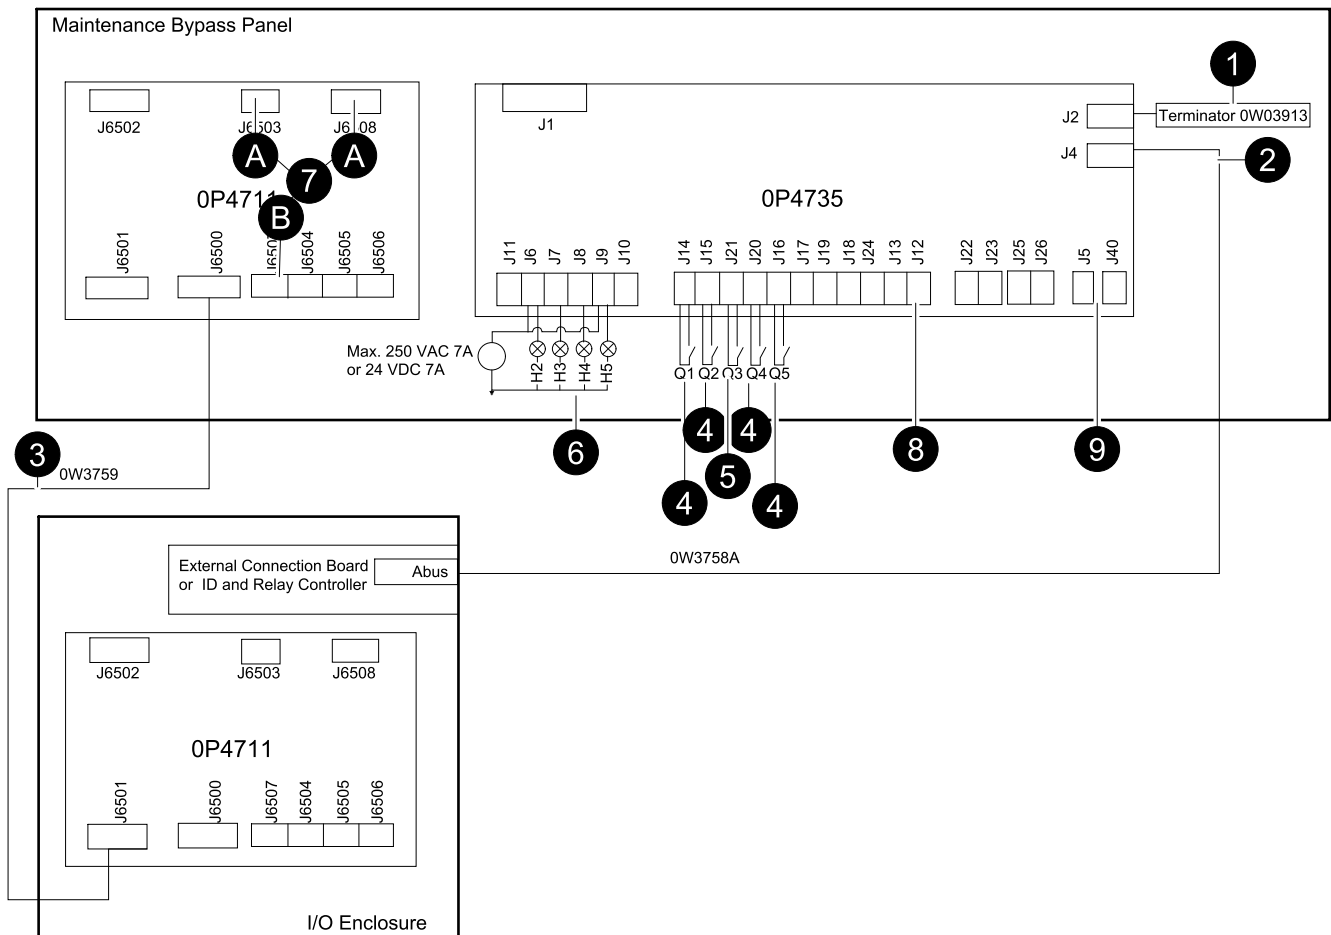 Maintenance Bypass Panel
1
J2
Terminator 0W03913
J6502
J1
J4
2
A
A
7
0P4711
B
0P4735
J6501
J6500
J6504
J6505
J6506
J11
J6
J7
J8
J9
J10
J14
J15
J21
J20
J16
J17
J19
J18
J24
J13
J12
J22
J23
J25
J26
J5
J40
Max. 250 VAC 7A
or 24 VDC 7A
H2
H3
H4
H5
Q1
Q2
Q3
Q4
Q5
4
4
6
8
9
3
0W3759
5
4
4
0W3758A
External Connection Board
or ID and Relay Controller
Abus
J6502
J6503
J6508
0P4711
J6501
J6500
J6507
J6504
J6505
J6506
I/O Enclosure